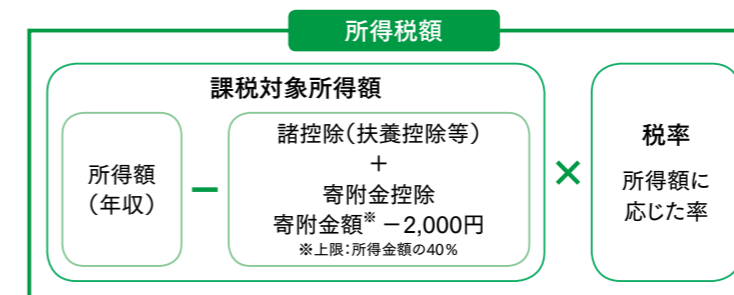 所得税額
課税対象所得額
所得額
（年収）
−
諸控除（扶養控除等）
+
寄附金控除
寄附金額※ −2,000円
※上限：所得金額の40%
×
税率
所得額に
応じた率